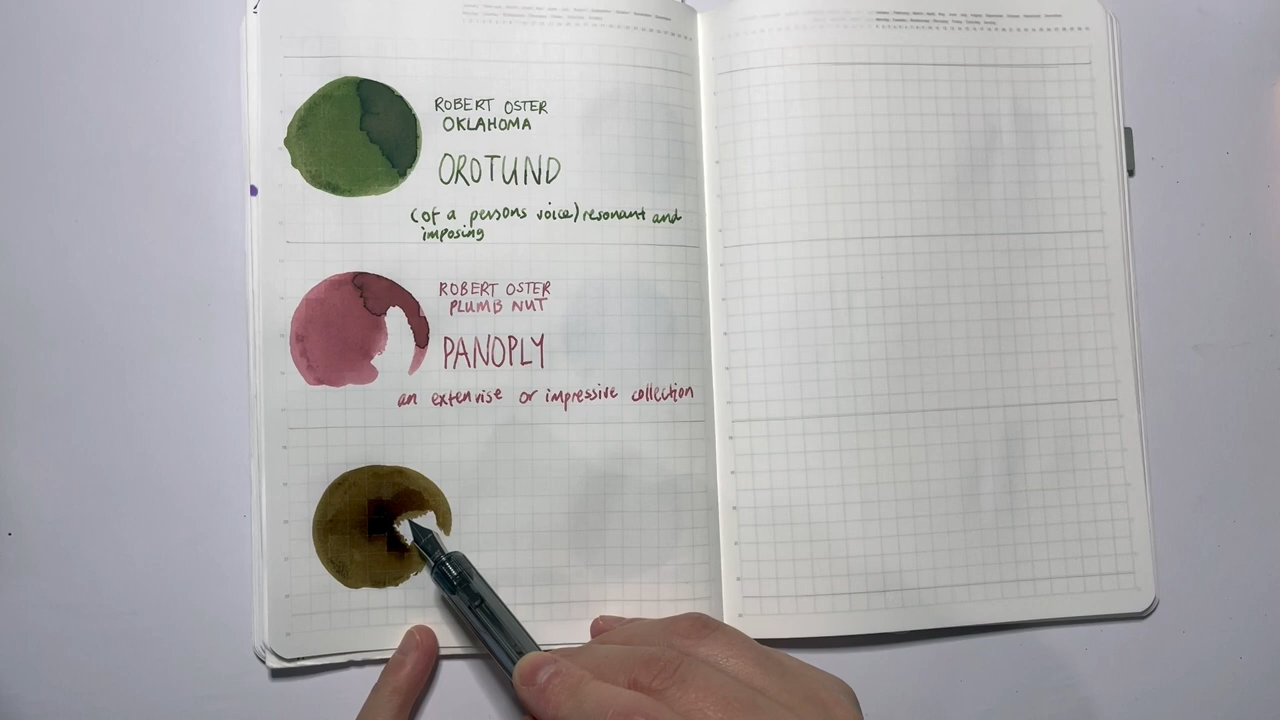 ROBERT OSTER
OKLAHOMA
OROTUND
(of a persons voice) resonant and
imposing
ROBERT OSTER
PLUMB NUT
PANOPLY
an extenvise or impressive collection